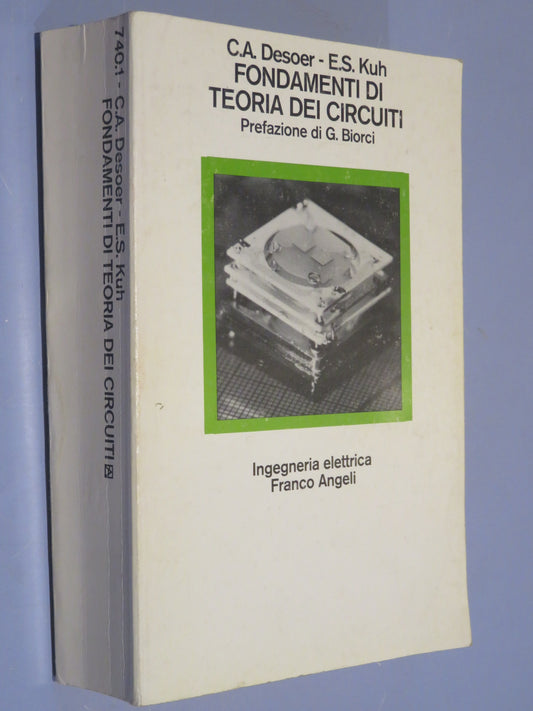 C.A. Desoer - E.S. Kuh
FONDAMENTI DI
TEORIA DEI CIRCUITI
Prefazione di G. Biorci
Ingegneria elettrica
Franco Angeli
740.1 - C.A. Desoer - E.S. Kuh
FONDAMENTI DI TEORIA DEI CIRCUITI